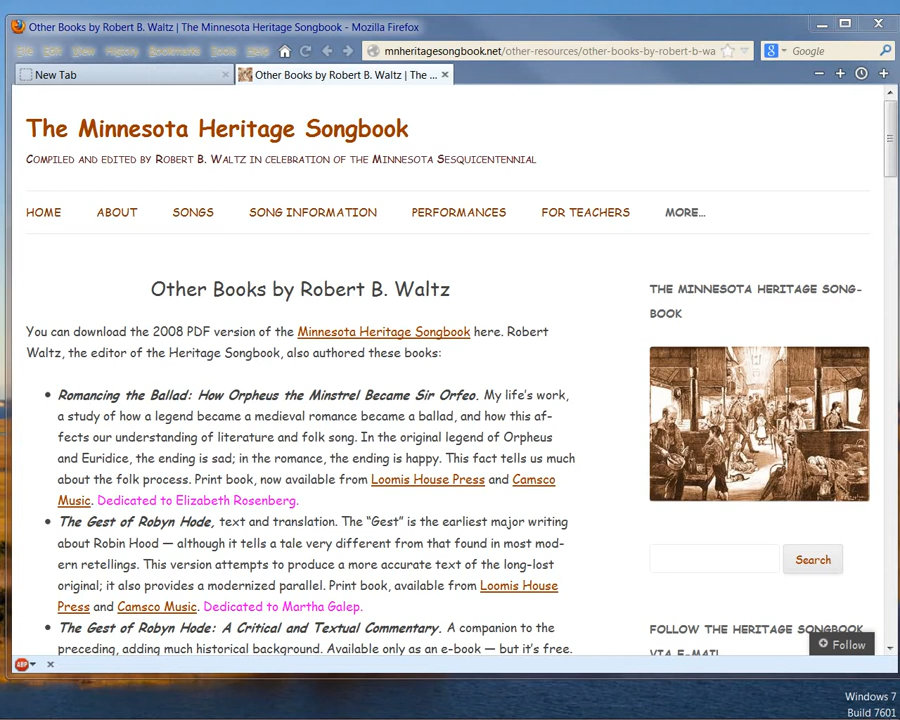 Other Books by Robert B. Waltz | The Minnesota Heritage Songbook - Mozilla Firefox
File Edit View History Bookmarks Tools Help
mnheritagesongbook.net/other-resources/other-books-by-robert-b-wa
Google
New Tab
Other Books by Robert B. Waltz | The ...
The Minnesota Heritage Songbook
Compiled and edited by Robert B. Waltz in celebration of the Minnesota Sesquicentennial
HOME ABOUT SONGS SONG INFORMATION PERFORMANCES FOR TEACHERS MORE...
Other Books by Robert B. Waltz
You can download the 2008 PDF version of the Minnesota Heritage Songbook here. Robert
Waltz, the editor of the Heritage Songbook, also authored these books:
• Romancing the Ballad: How Orpheus the Minstrel Became Sir Orfeo. My life's work,
a study of how a legend became a medieval romance became a ballad, and how this af-
fects our understanding of literature and folk song. In the original legend of Orpheus
and Euridice, the ending is sad; in the romance, the ending is happy. This fact tells us much
about the folk process. Print book, now available from Loomis House Press and Camsco
Music. Dedicated to Elizabeth Rosenberg.
• The Gest of Robyn Hode, text and translation. The “Gest” is the earliest major writing
about Robin Hood — although it tells a tale very different from that found in most mod-
ern retellings. This version attempts to produce a more accurate text of the long-lost
original; it also provides a modernized parallel. Print book, available from Loomis House
Press and Camsco Music. Dedicated to Martha Galep.
• The Gest of Robyn Hode: A Critical and Textual Commentary. A companion to the
preceding, adding much historical background. Available only as an e-book — but it's free.
THE MINNESOTA HERITAGE SONG-
BOOK
Search
FOLLOW THE HERITAGE SONGBOOK
VIA E-MAIL
Follow
ABP
Windows 7
Build 7601